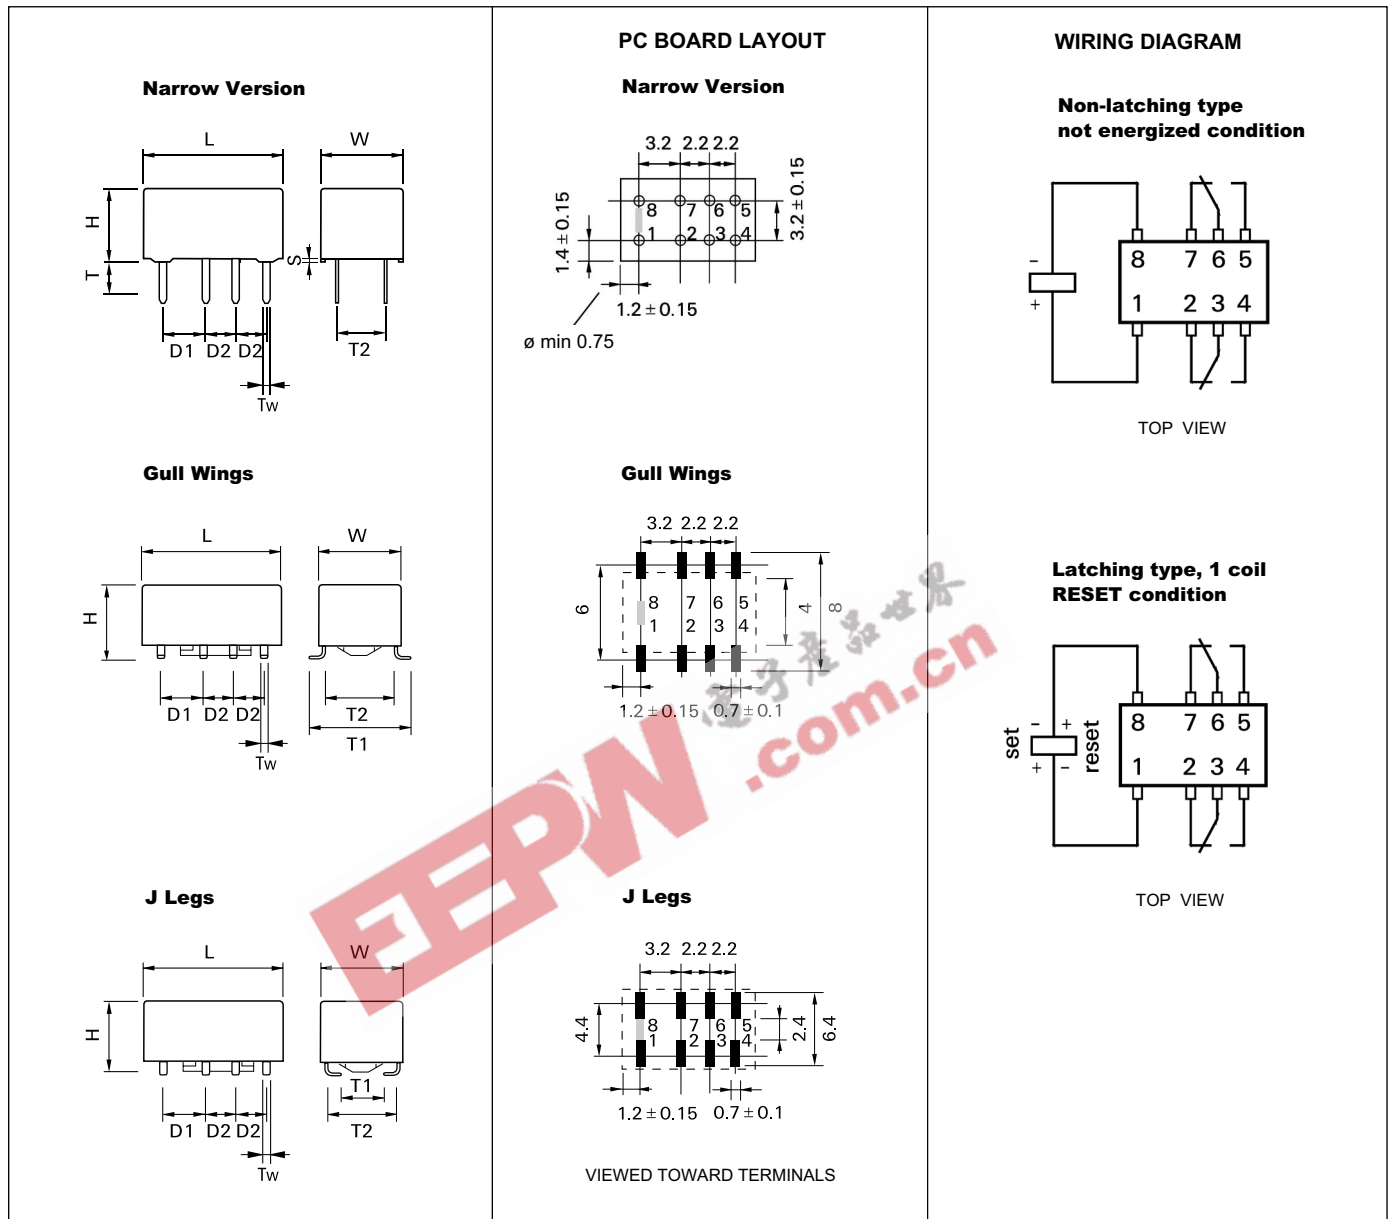 PC BOARD LAYOUT
WIRING DIAGRAM
Narrow Version
L
W
H
T
S
D1 D2 D2
T2
Tw
Narrow Version
3.2 2.2 2.2
8 7 6 5
1 2 3 4
1.4 ± 0.15
3.2 ± 0.15
1.2 ± 0.15
ø min 0.75
Non-latching type
not energized condition
-
+
8 7 6 5
1 2 3 4
TOP VIEW
Gull Wings
L
W
H
D1 D2 D2
T2
T1
Tw
Gull Wings
3.2 2.2 2.2
6
8 7 6 5
1 2 3 4
4
8
1.2 ± 0.15 0.7 ± 0.1
Latching type, 1 coil
RESET condition
set
- +
+ -
reset
8 7 6 5
1 2 3 4
TOP VIEW
J Legs
L
W
H
D1 D2 D2
T1
T2
Tw
J Legs
3.2 2.2 2.2
4.4
8 7 6 5
1 2 3 4
2.4
6.4
1.2 ± 0.15 0.7 ± 0.1
VIEWED TOWARD TERMINALS
EEPW
.com.cn
电子產品世界